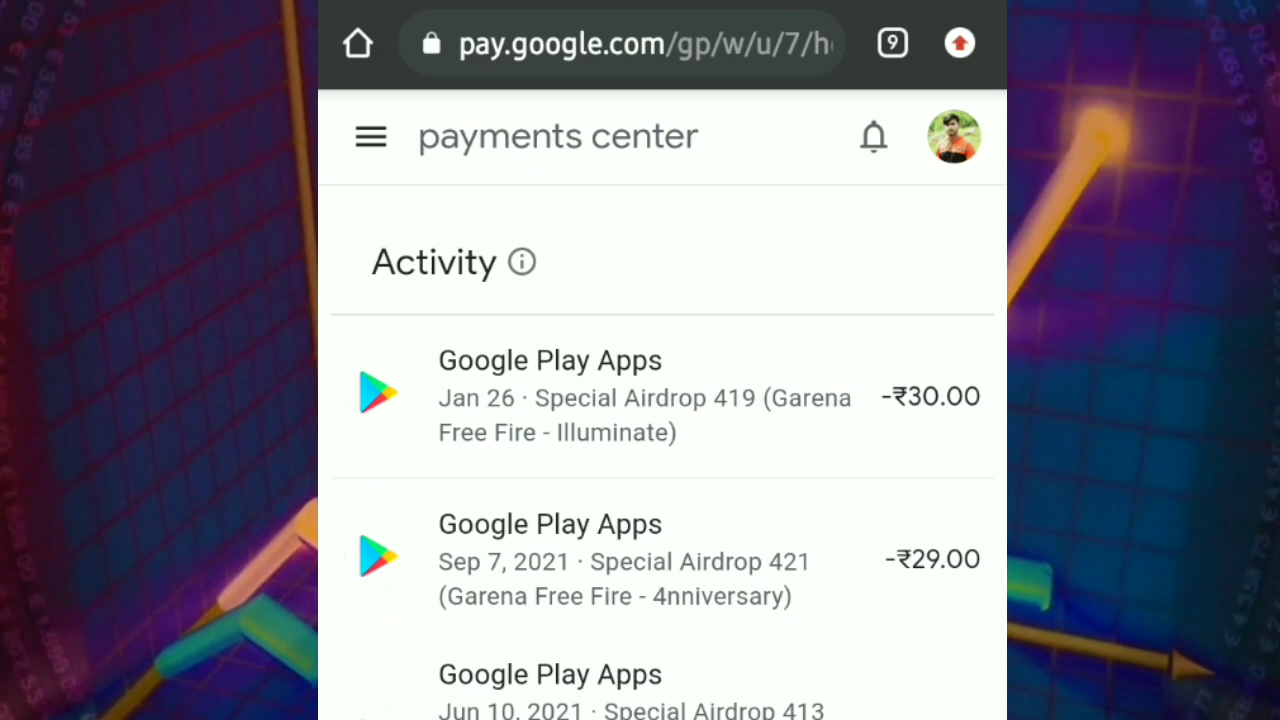 pay.google.com/gp/w/u/7/h
9
payments center
Activity
Google Play Apps
Jan 26 · Special Airdrop 419 (Garena
Free Fire - Illuminate)
-₹30.00
Google Play Apps
Sep 7, 2021 · Special Airdrop 421
(Garena Free Fire - 4nniversary)
-₹29.00
Google Play Apps
Jun 10, 2021 · Special Airdrop 413